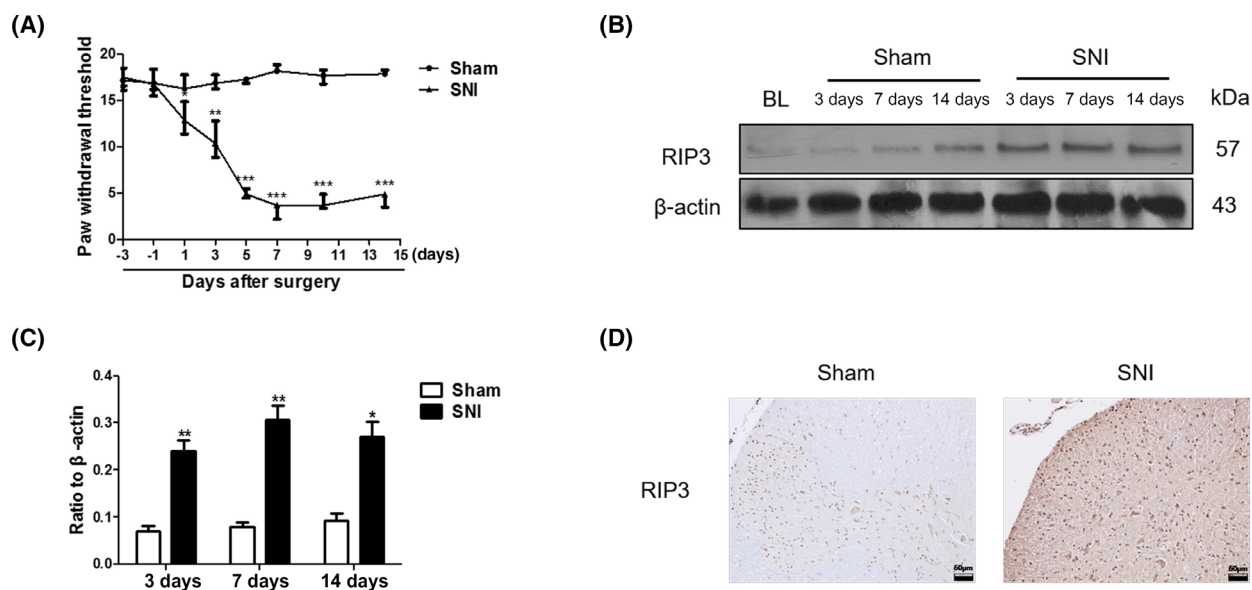 (A)
Paw withdrawal threshold
20
15
10
5
0
*
**
***
***
***
***
-3 -1 1 3 5 7 9 11 13 15 (days)
Days after surgery
Sham
SNI
(B)
Sham SNI
BL 3 days 7 days 14 days 3 days 7 days 14 days kDa
RIP3 57
β-actin 43
(C)
Ratio to β -actin
0.4
0.3
0.2
0.1
0.0
** ** *
3 days 7 days 14 days
Sham
SNI
(D)
Sham SNI
RIP3
50μm 50μm